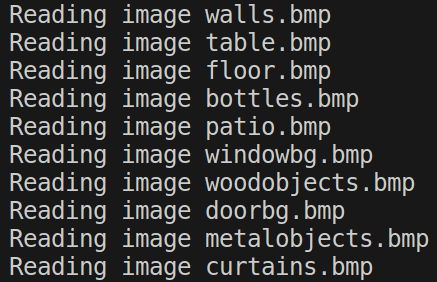 Reading image walls.bmp
Reading image table.bmp
Reading image floor.bmp
Reading image bottles.bmp
Reading image patio.bmp
Reading image windowbg.bmp
Reading image woodobjects.bmp
Reading image doorbg.bmp
Reading image metalobjects.bmp
Reading image curtains.bmp